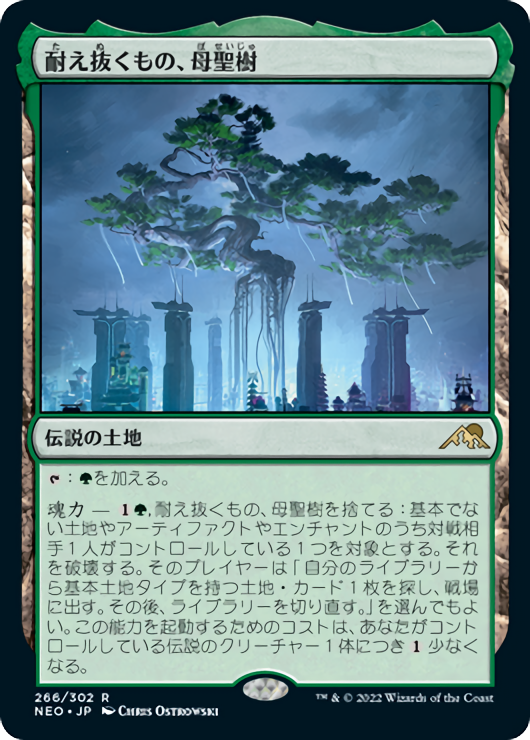 耐え抜くもの、母聖樹
伝説の土地
：を加える。
魂力 — 1,耐え抜くもの、母聖樹を捨てる：基本でな
い土地やアーティファクトやエンチャントのうち対戦相
手１人がコントロールしている１つを対象とする。それ
を破壊する。そのプレイヤーは「自分のライブラリーか
ら基本土地タイプを持つ土地・カード１枚を探し、戦場
に出す。その後、ライブラリーを切り直す。」を選んでもよ
い。この能力を起動するためのコストは、あなたがコント
ロールしている伝説のクリーチャー１体につき 1 少なく
なる。
266/302 R
NEO • JP Chris Ostrowski
™ & © 2022 Wizards of the Coast